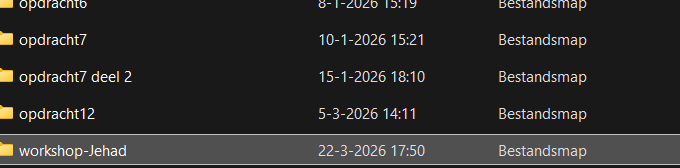 opdracht6 8-1-2026 15:19 Bestandsmap
opdracht7 10-1-2026 15:21 Bestandsmap
opdracht7 deel 2 15-1-2026 18:10 Bestandsmap
opdracht12 5-3-2026 14:11 Bestandsmap
workshop-Jehad 22-3-2026 17:50 Bestandsmap